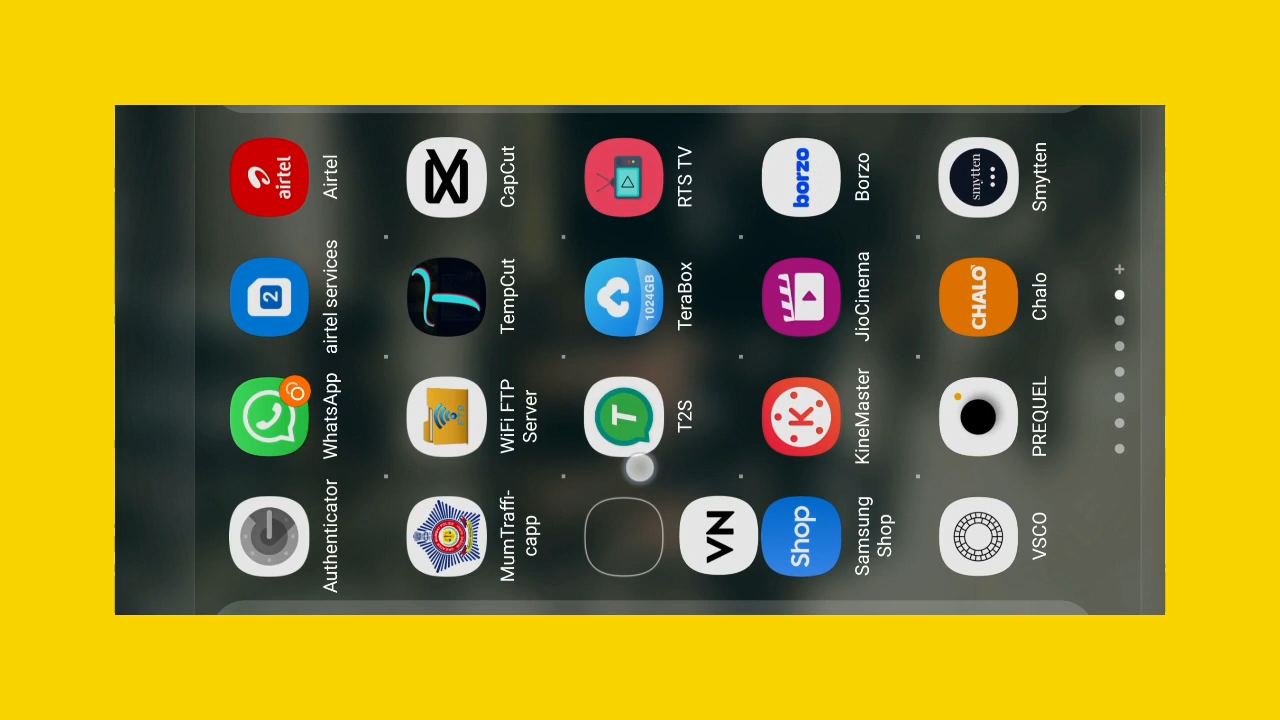 2
airtel
Authenticator
WhatsApp
airtel services
Airtel
MumTraffi-
capp
WiFi FTP
Server
TempCut
CapCut
T
1024GB
T2S
TeraBox
RTS TV
VN
Shop
K
borzo
Samsung
Shop
KineMaster
JioCinema
Borzo
CHALO
smytten
VSCO
PREQUEL
Chalo
Smytten